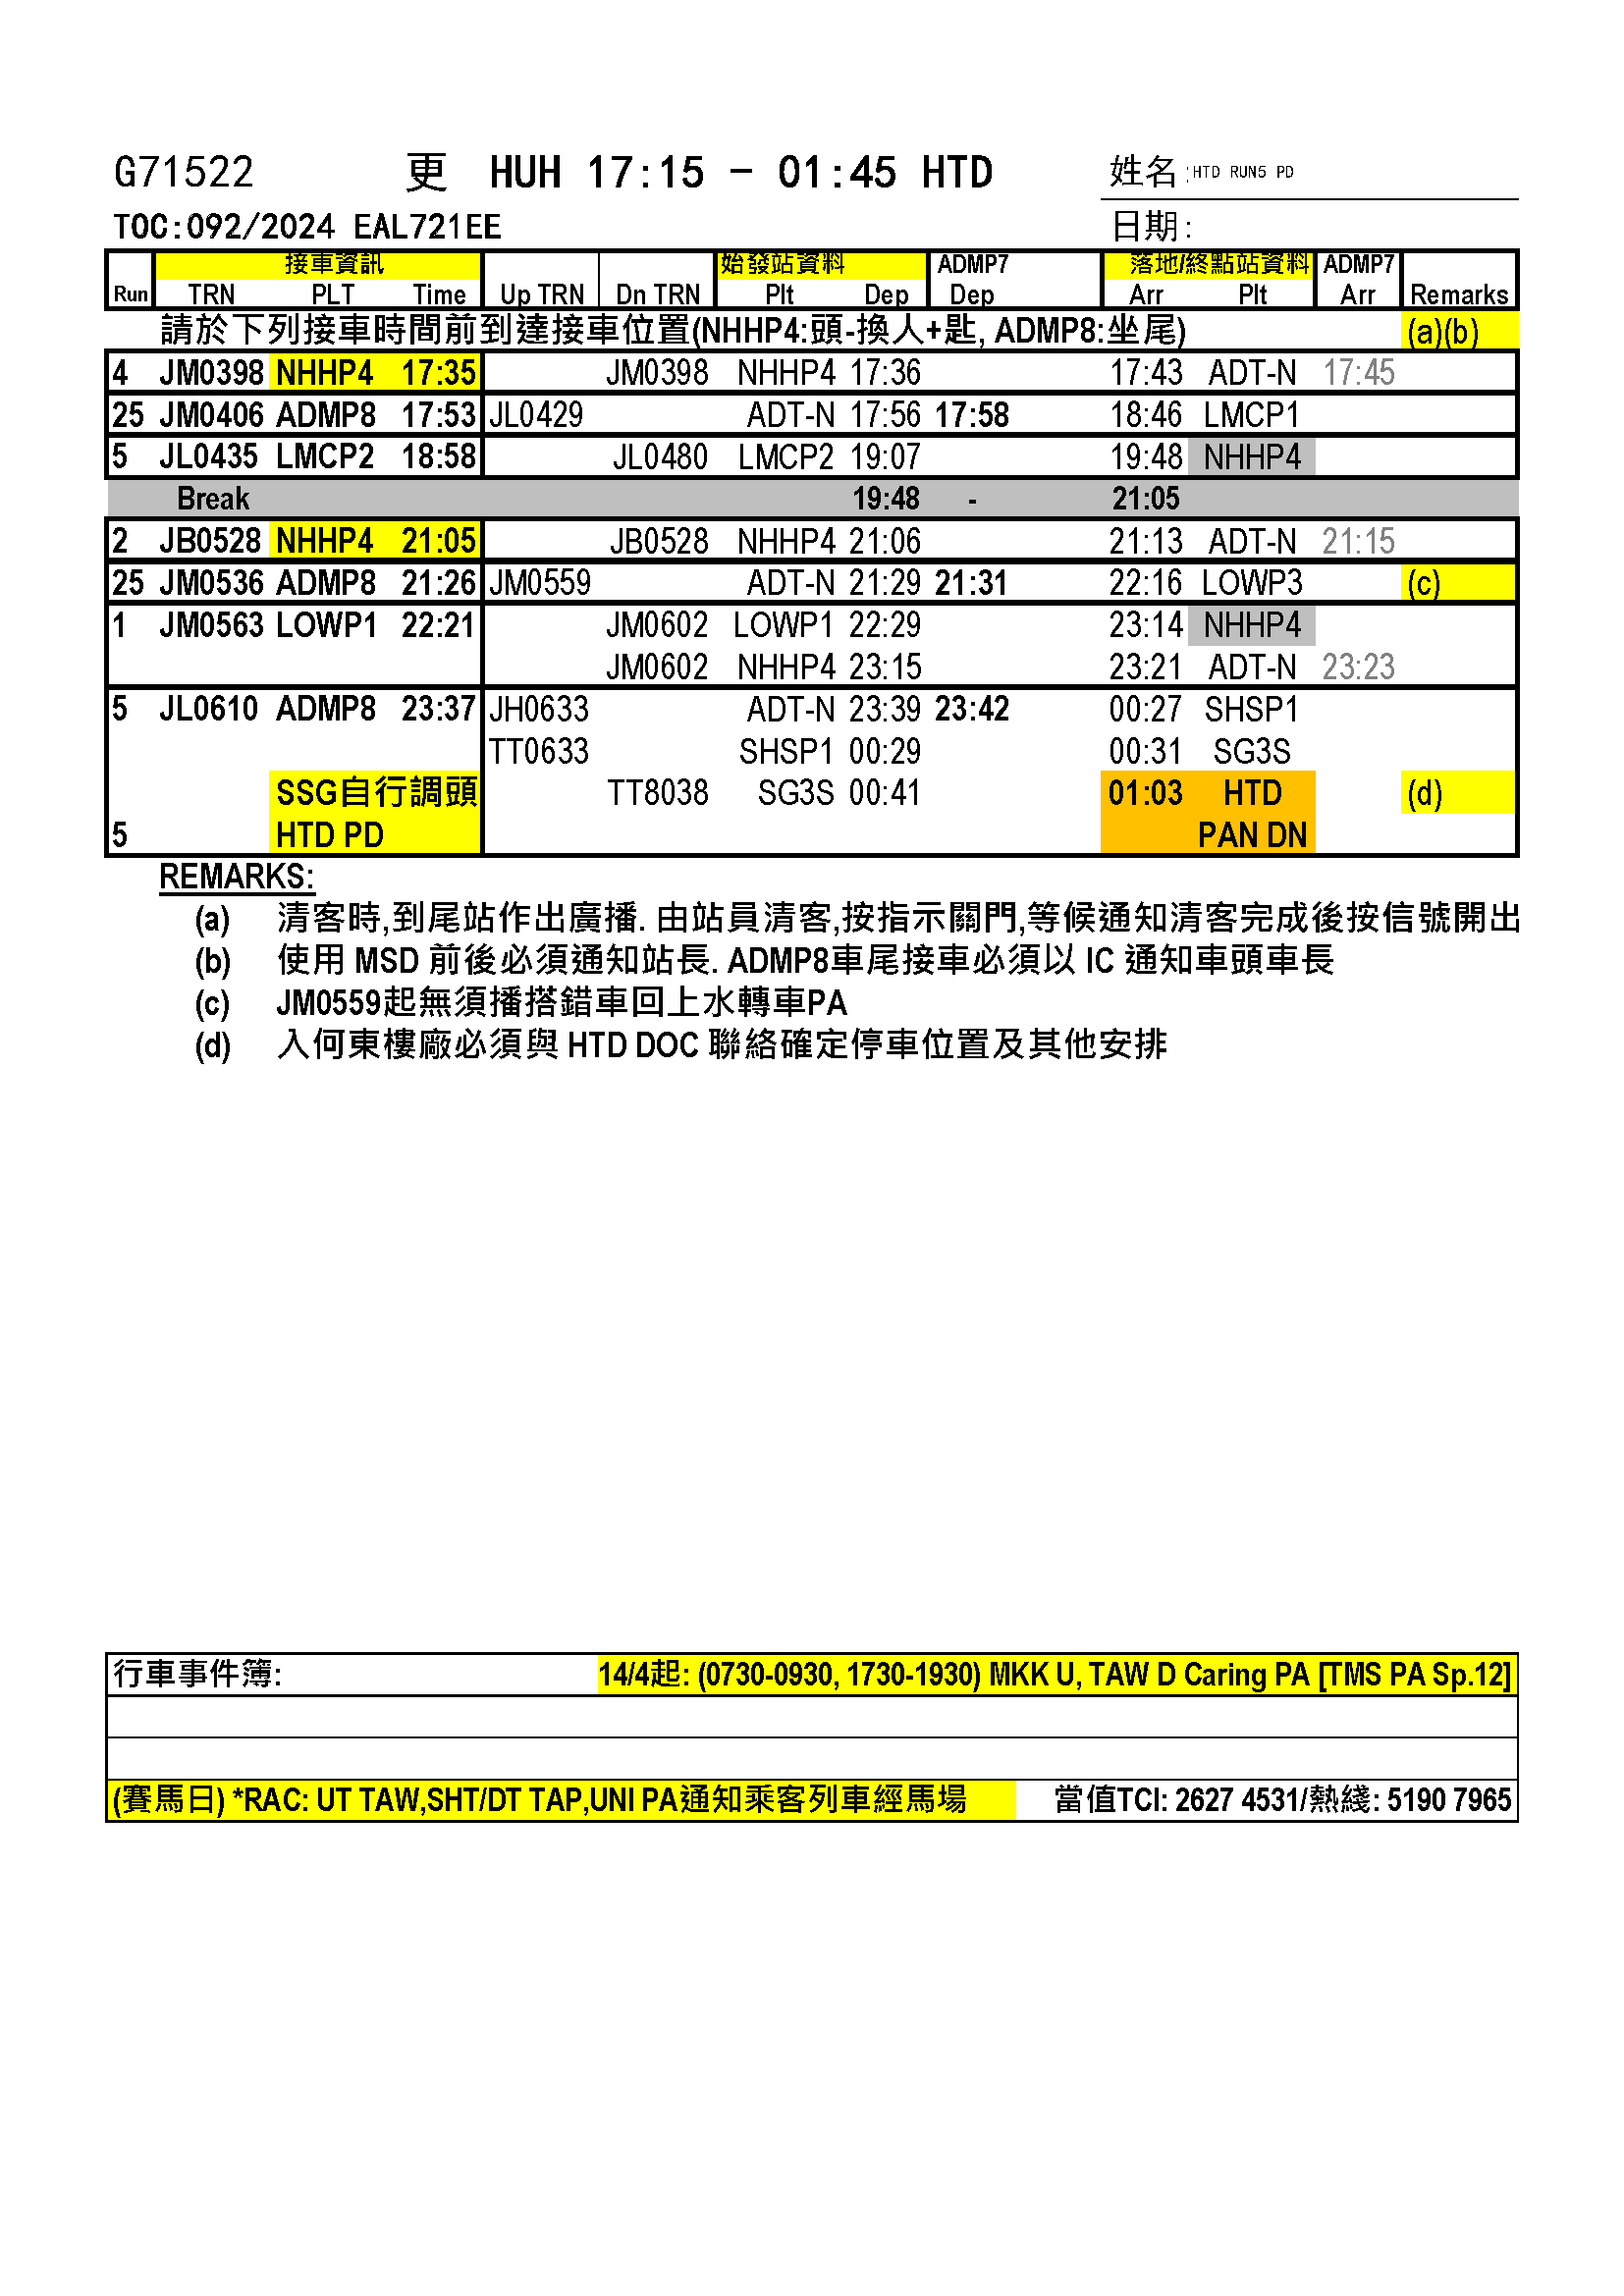 G71522 更 HUH 17:15 - 01:45 HTD 姓名:HTD RUN5 PD
TOC:092/2024 EAL721EE 日期:
接車資訊 始發站資料 ADMP7 落地/終點站資料 ADMP7
Run TRN PLT Time Up TRN Dn TRN Plt Dep Dep Arr Plt Arr Remarks
請於下列接車時間前到達接車位置(NHHP4:頭-換人+匙, ADMP8:坐尾) (a)(b)
4 JM0398 NHHP4 17:35 JM0398 NHHP4 17:36 17:43 ADT-N 17:45
25 JM0406 ADMP8 17:53 JL0429 ADT-N 17:56 17:58 18:46 LMCP1
5 JL0435 LMCP2 18:58 JL0480 LMCP2 19:07 19:48 NHHP4
Break 19:48 - 21:05
2 JB0528 NHHP4 21:05 JB0528 NHHP4 21:06 21:13 ADT-N 21:15
25 JM0536 ADMP8 21:26 JM0559 ADT-N 21:29 21:31 22:16 LOWP3 (c)
1 JM0563 LOWP1 22:21 JM0602 LOWP1 22:29 23:14 NHHP4
JM0602 NHHP4 23:15 23:21 ADT-N 23:23
5 JL0610 ADMP8 23:37 JH0633 ADT-N 23:39 23:42 00:27 SHSP1
TT0633 SHSP1 00:29 00:31 SG3S
SSG自行調頭 TT8038 SG3S 00:41 01:03 HTD (d)
5 HTD PD PAN DN
REMARKS:
(a) 清客時,到尾站作出廣播. 由站員清客,按指示關門,等候通知清客完成後按信號開出
(b) 使用 MSD 前後必須通知站長. ADMP8車尾接車必須以 IC 通知車頭車長
(c) JM0559起無須播搭錯車回上水轉車PA
(d) 入何東樓廠必須與 HTD DOC 聯絡確定停車位置及其他安排
行車事件簿: 14/4起: (0730-0930, 1730-1930) MKK U, TAW D Caring PA [TMS PA Sp.12]
(賽馬日) *RAC: UT TAW,SHT/DT TAP,UNI PA通知乘客列車經馬場 當值TCI: 2627 4531/熱綫: 5190 7965